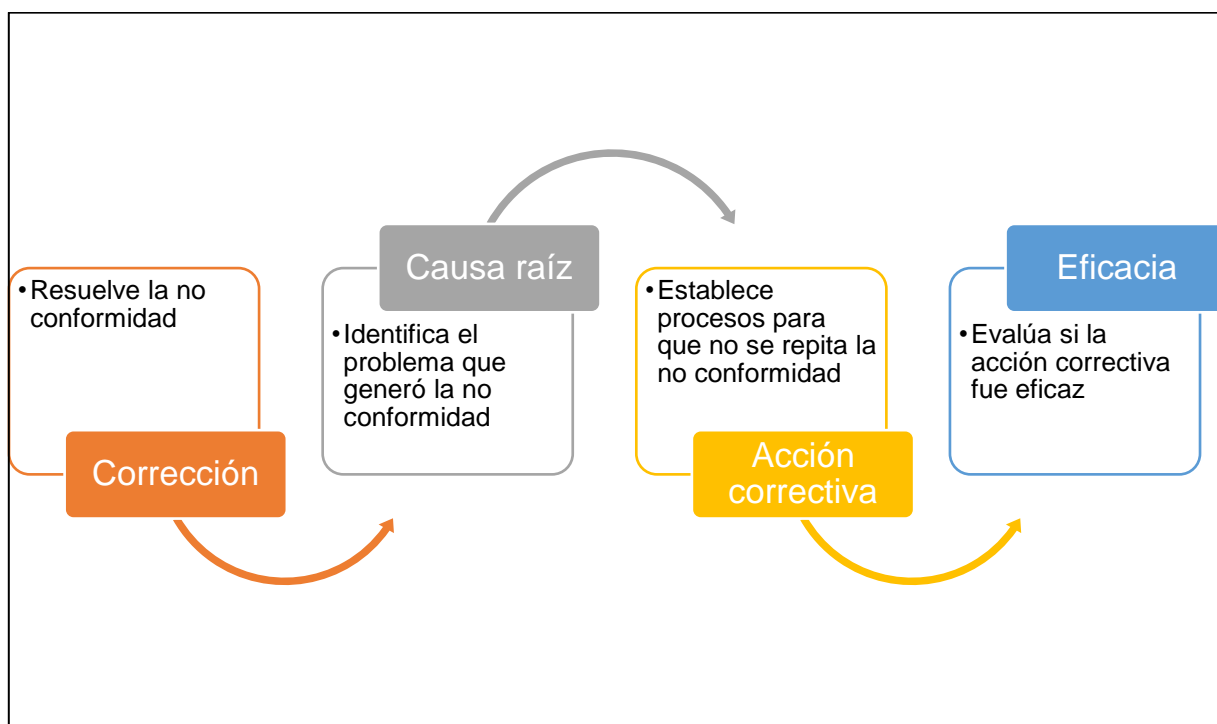 •Resuelve la no
conformidad
Corrección
Causa raíz
•Identifica el
problema que
generó la no
conformidad
•Establece
procesos para
que no se repita la
no conformidad
Acción
correctiva
Eficacia
•Evalúa si la
acción correctiva
fue eficaz